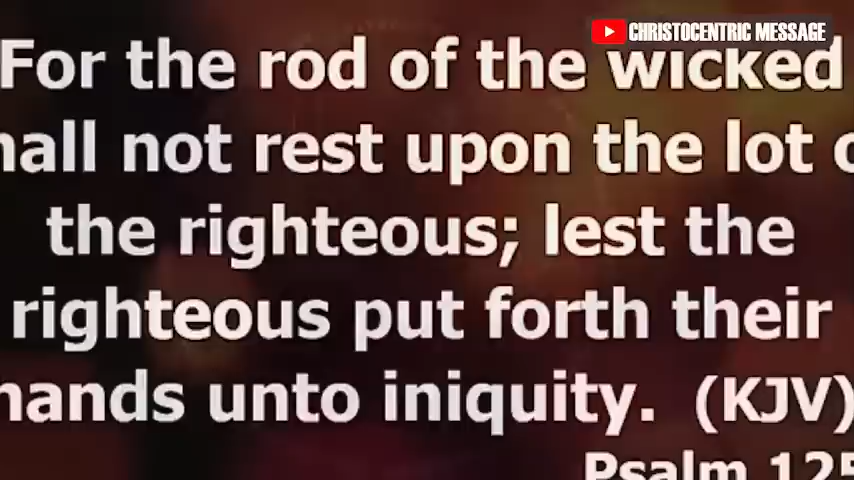 CHRISTOCENTRIC MESSAGE
For the rod of the wicked
hall not rest upon the lot o
the righteous; lest the
righteous put forth their
hands unto iniquity. (KJV)
Psalm 125